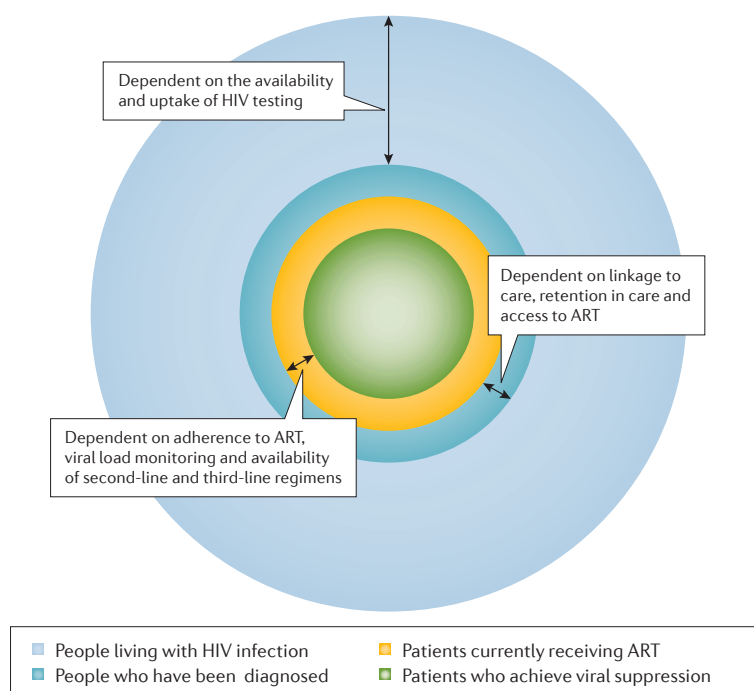 Dependent on the availability
and uptake of HIV testing
Dependent on linkage to
care, retention in care and
access to ART
Dependent on adherence to ART,
viral load monitoring and availability
of second-line and third-line regimens
People living with HIV infection
People who have been diagnosed
Patients currently receiving ART
Patients who achieve viral suppression